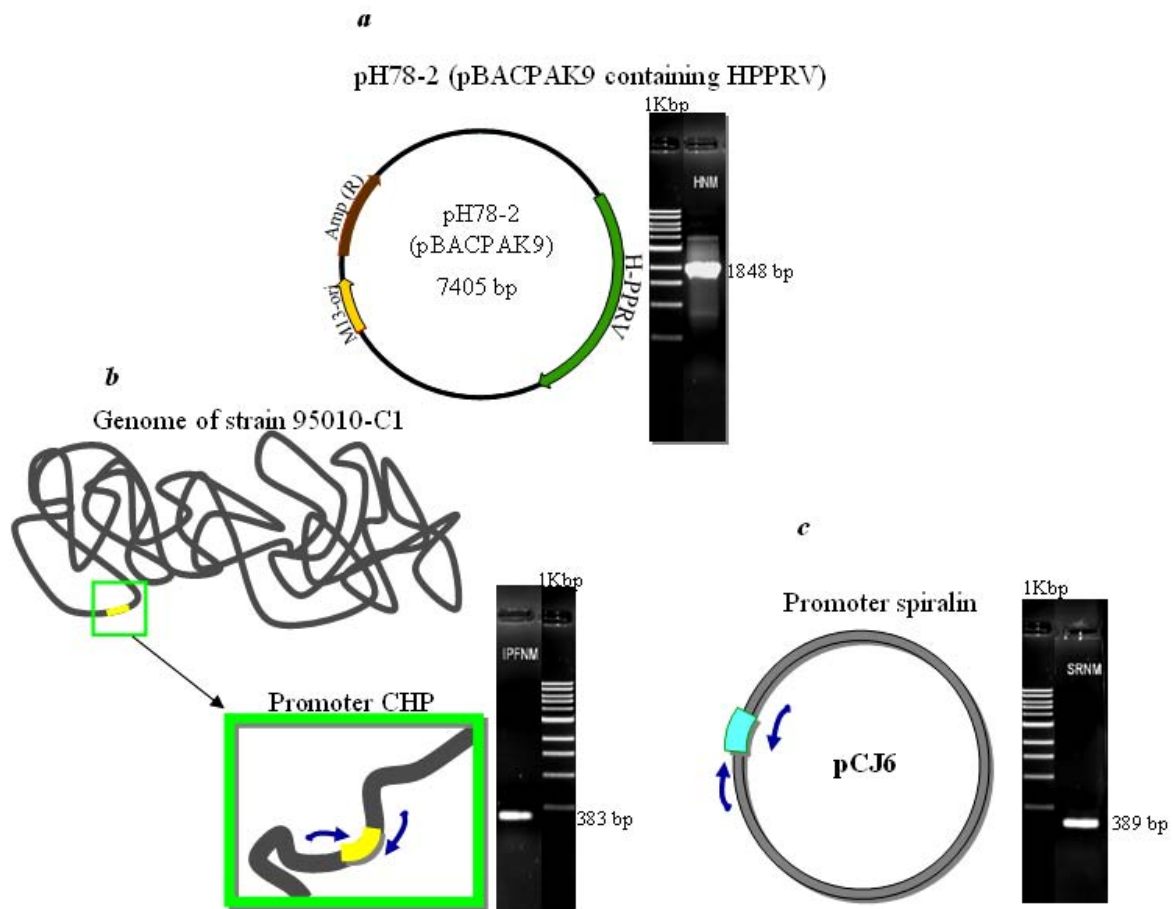 a
pH78-2 (pBACPAK9 containing HPPRV)
1Kbp
HNM
1848 bp
Amp (R)
M13-ori
pH78-2
(pBACPAK9)
7405 bp
H-PPRV
b
Genome of strain 95010-C1
Promoter CHP
IPFNM
1Kbp
383 bp
c
Promoter spiralin
pCJ6
1Kbp
SRNM
389 bp